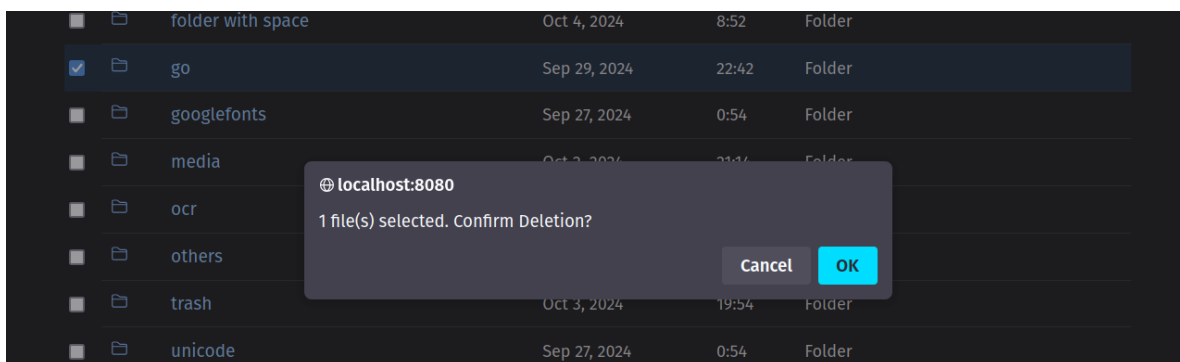 folder with space Oct 4, 2024 8:52 Folder
go Sep 29, 2024 22:42 Folder
googlefonts Sep 27, 2024 0:54 Folder
media Folder
localhost:8080
ocr
1 file(s) selected. Confirm Deletion?
others
Cancel OK
trash Oct 3, 2024 19:54 Folder
unicode Sep 27, 2024 0:54 Folder